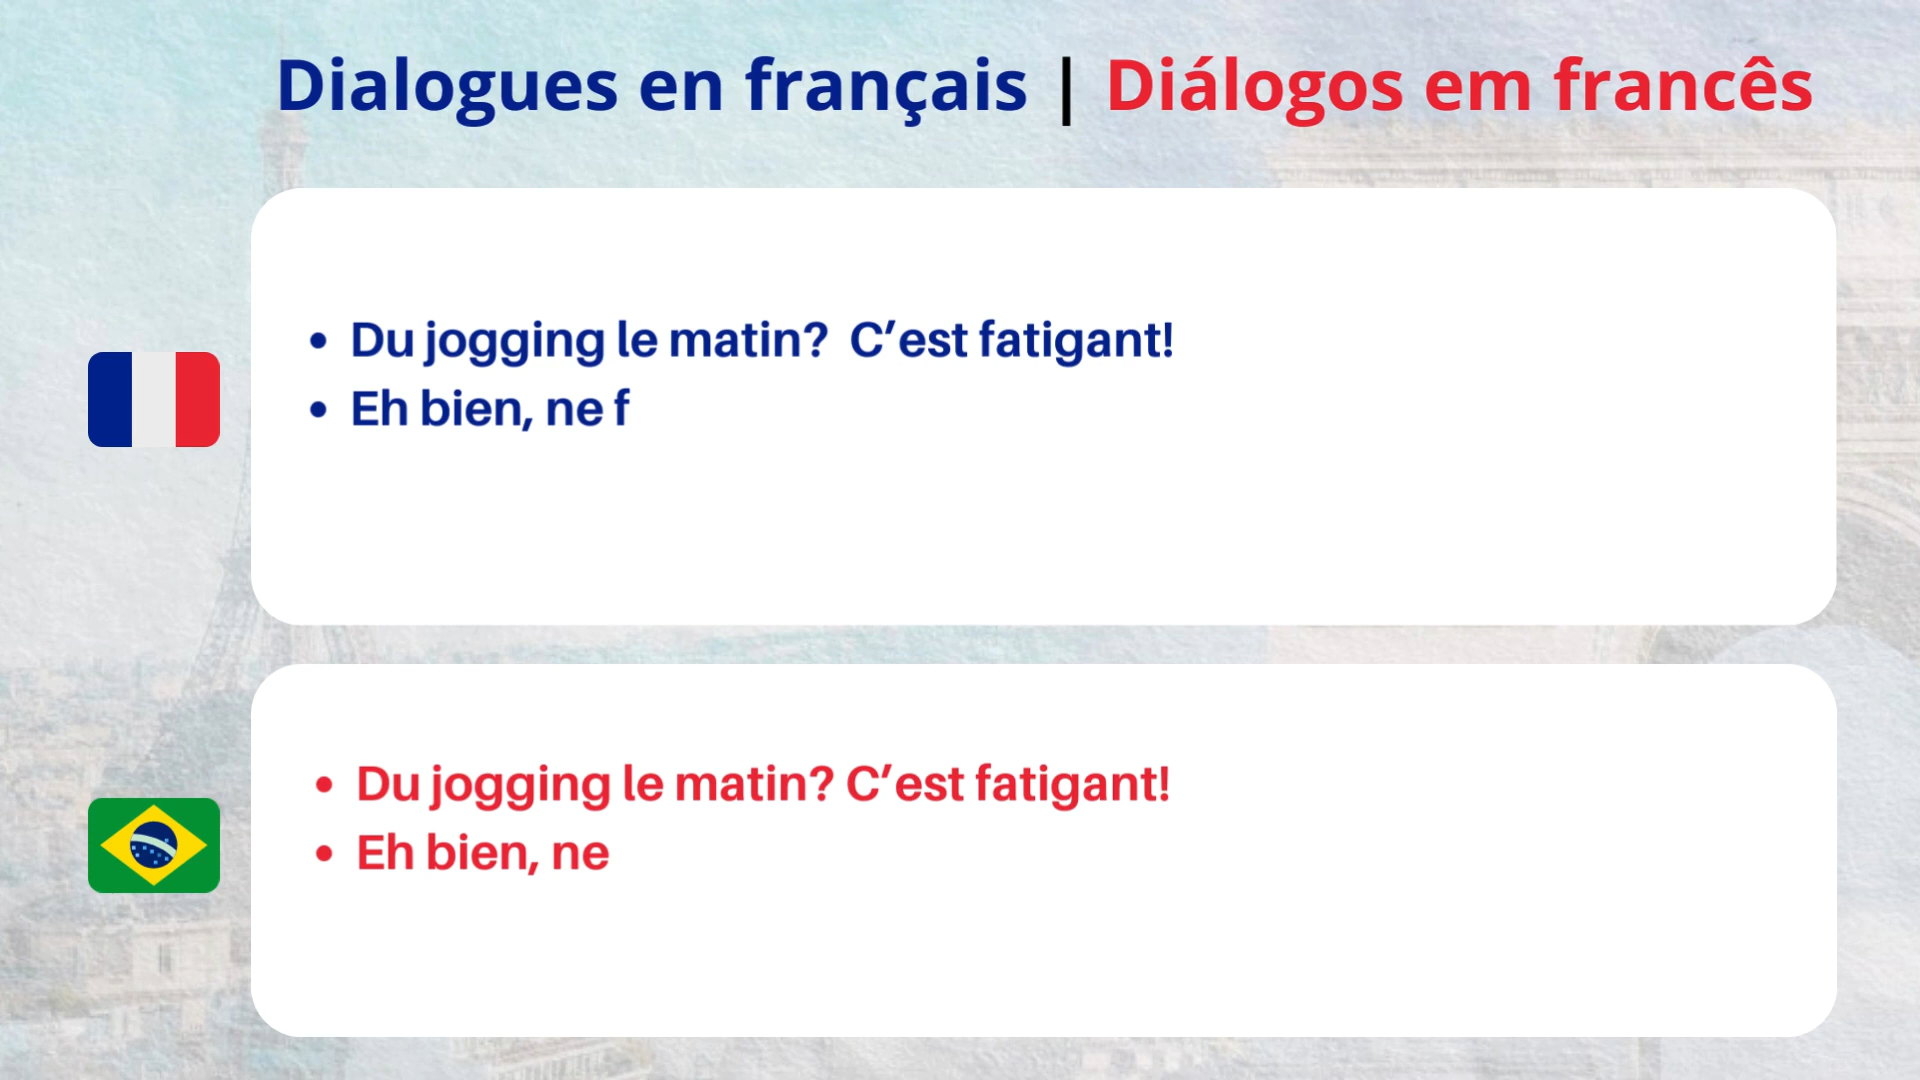 Dialogues en français | Diálogos em francês
• Du jogging le matin?  C’est fatigant!
• Eh bien, ne f
• Du jogging le matin? C’est fatigant!
• Eh bien, ne